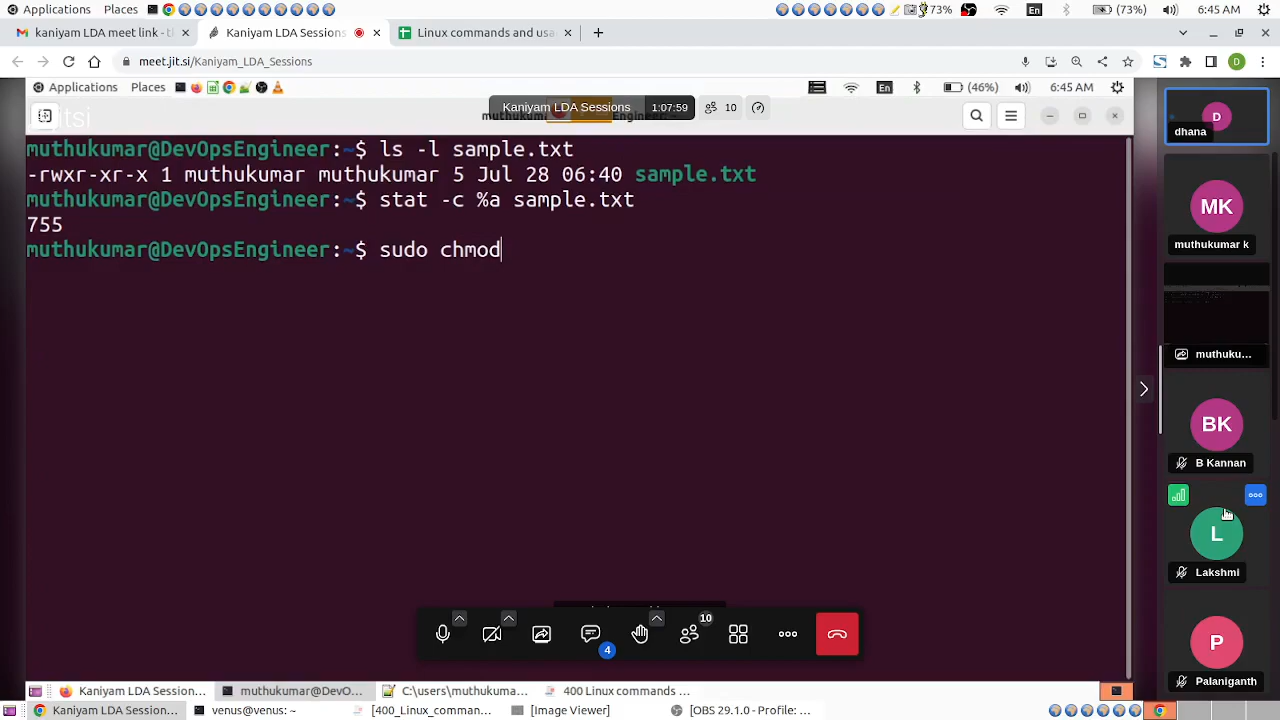 Applications Places 73% En (73%) 6:45 AM
kaniyam LDA meet link - t
Kaniyam LDA Sessions
Linux commands and usa
meet.jit.si/Kaniyam_LDA_Sessions
D
Applications Places En (46%) 6:45 AM
Kaniyam LDA Sessions 1:07:59 10
muthukumar@DevOpsEngineer:~$ ls -l sample.txt
-rwxr-xr-x 1 muthukumar muthukumar 5 Jul 28 06:40 sample.txt
muthukumar@DevOpsEngineer:~$ stat -c %a sample.txt
755
muthukumar@DevOpsEngineer:~$ sudo chmod
D
dhana
MK
muthukumar k
muthuku...
BK
B Kannan
L
Lakshmi
P
Palaniganth
10
4
Kaniyam LDA Session...
muthukumar@DevO...
C:\users\muthukuma...
400 Linux commands ...
Kaniyam LDA Session...
venus@venus: ~
[400_Linux_comman...
[Image Viewer]
[OBS 29.1.0 - Profile: ...